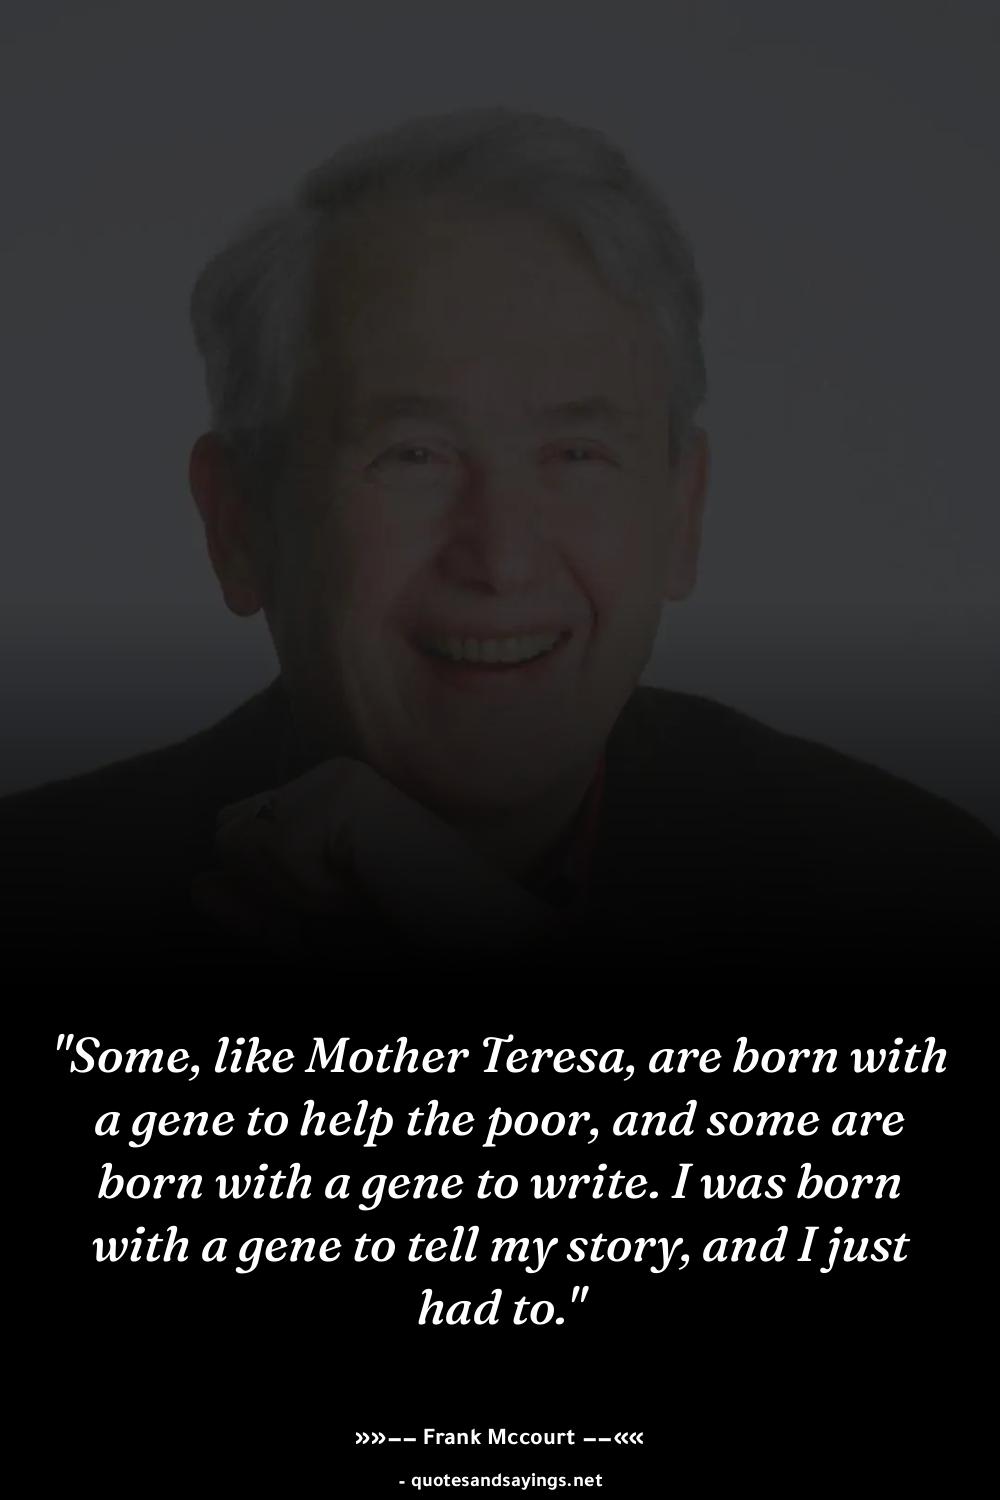 "Some, like Mother Teresa, are born with
a gene to help the poor, and some are
born with a gene to write. I was born
with a gene to tell my story, and I just
had to."
»»–– Frank Mccourt ––««
- quotesandsayings.net